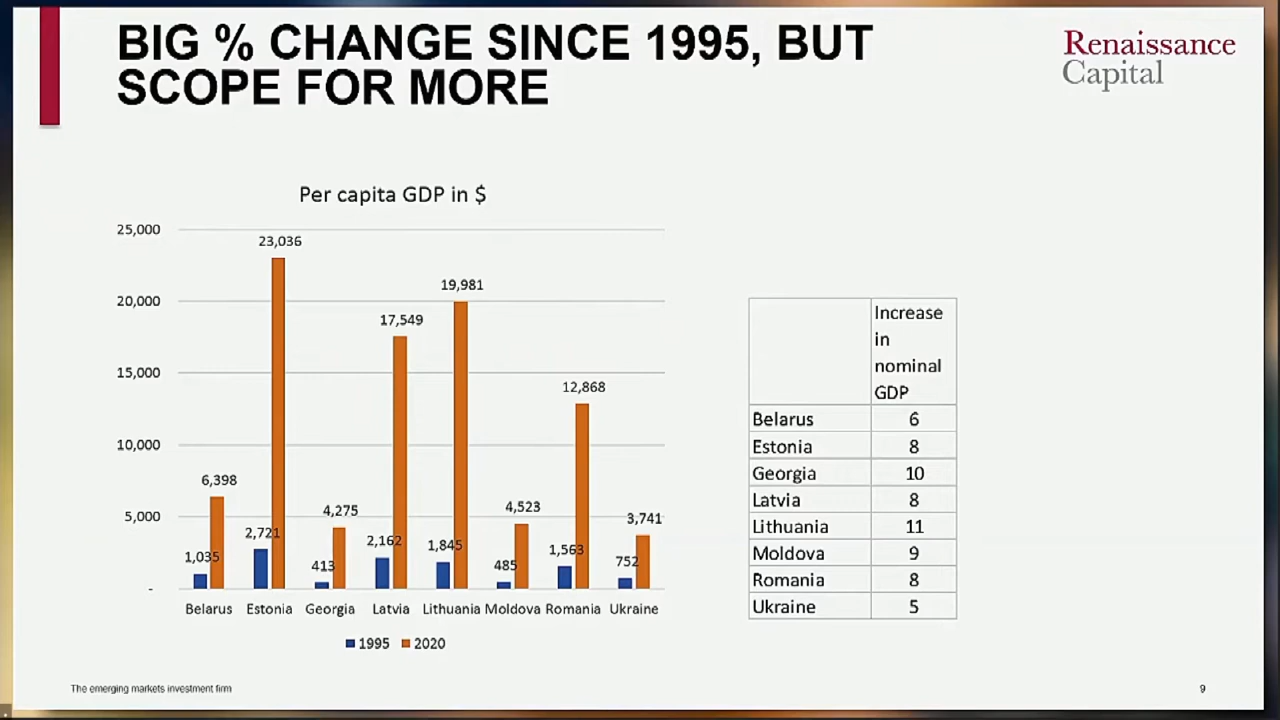 BIG % CHANGE SINCE 1995, BUT
SCOPE FOR MORE
Renaissance
Capital
Per capita GDP in $
25,000
20,000
15,000
10,000
5,000
-
1,035
6,398
2,721
23,036
413
4,275
2,162
17,549
1,845
19,981
485
4,523
1,563
12,868
752
3,741
Belarus Estonia Georgia Latvia Lithuania Moldova Romania Ukraine
1995 2020
Increase
in
nominal
GDP
Belarus 6
Estonia 8
Georgia 10
Latvia 8
Lithuania 11
Moldova 9
Romania 8
Ukraine 5
The emerging markets investment firm
9